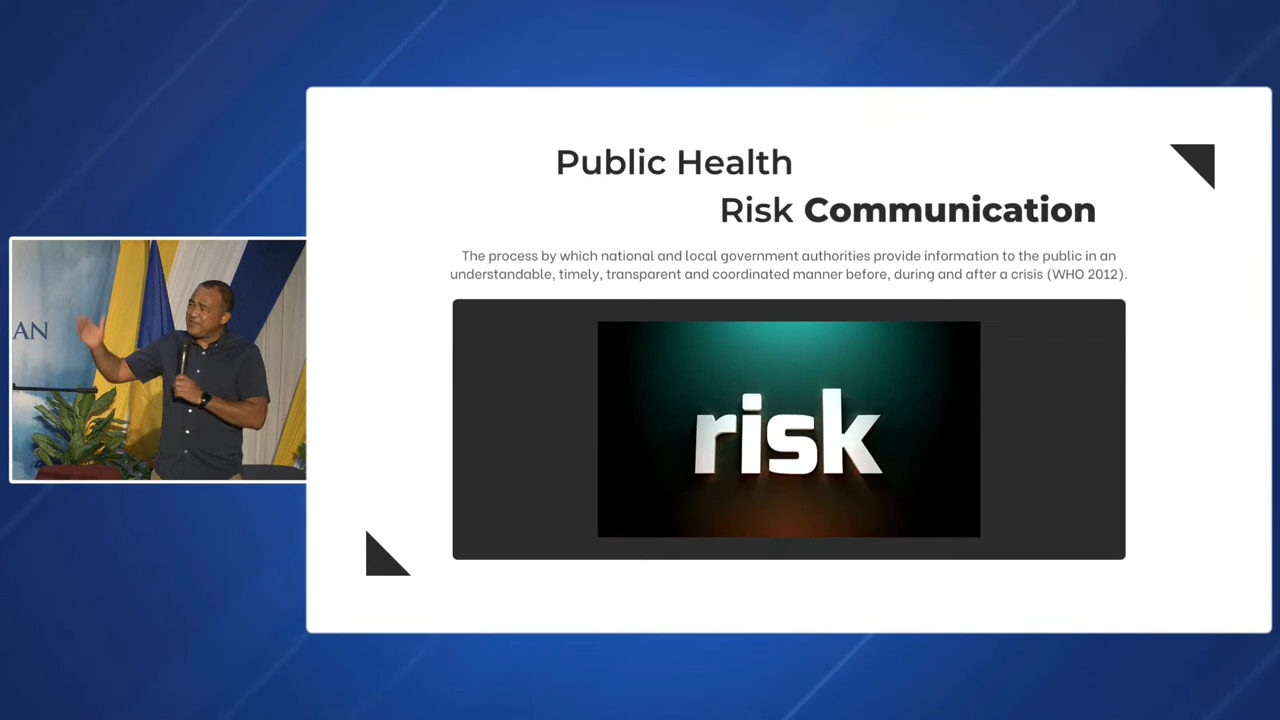 Public Health
Risk Communication
The process by which national and local government authorities provide information to the public in an
understandable, timely, transparent and coordinated manner before, during and after a crisis (WHO 2012).
AN
risk